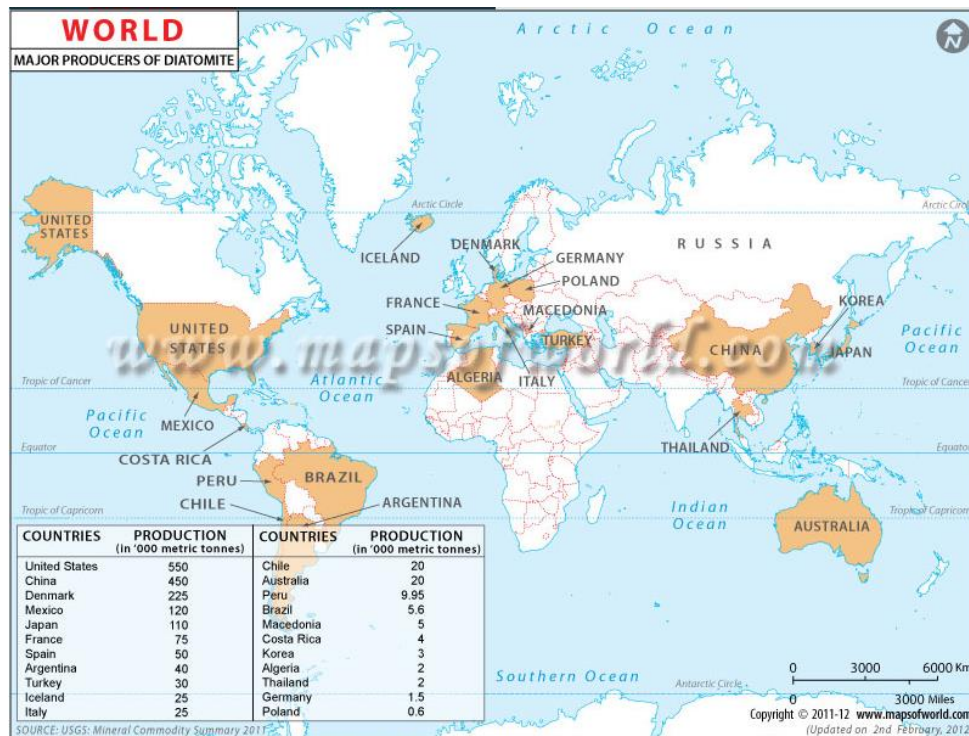 WORLD
MAJOR PRODUCERS OF DIATOMITE
Arctic Ocean
N
Arctic Circle
Arctic Circ
UNITED
STATES
ICELAND
DENMARK
GERMANY
POLAND
RUSSIA
FRANCE
MACEDONIA
KOREA
SPAIN
TURKEY
CHINA
JAPAN
Pacific
Ocean
UNITED
STATES
www.mapsofworld.com
ALGERIA
ITALY
Tropic of Cancer
Atlantic
Ocean
Tropic of Cancer
Pacific
Ocean
MEXICO
THAILAND
Equator
Equato
COSTA RICA
PERU
BRAZIL
CHILE
ARGENTINA
Indian
Ocean
Tropic of Capricorn
Tropic of Capricorn
AUSTRALIA
COUNTRIES PRODUCTION COUNTRIES PRODUCTION
(in '000 metric tonnes) (in '000 metric tonnes)
United States 550 Chile 20
China 450 Australia 20
Denmark 225 Peru 9.95
Mexico 120 Brazil 5.6
Japan 110 Macedonia 5
France 75 Costa Rica 4
Spain 50 Korea 3
Argentina 40 Algeria 2
Turkey 30 Thailand 2
Iceland 25 Germany 1.5
Italy 25 Poland 0.6
Southern Ocean
Antarctic Circle
0 3000 6000 Km
0 3000 Miles
Copyright © 2011-12 www.mapsofworld.com
SOURCE: USGS: Mineral Commodity Summary 2011
(Updated on 2nd February, 2012